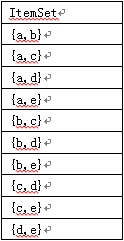 ItemSet
{a,b}
{a,c}
{a,d}
{a,e}
{b,c}
{b,d}
{b,e}
{c,d}
{c,e}
{d,e}